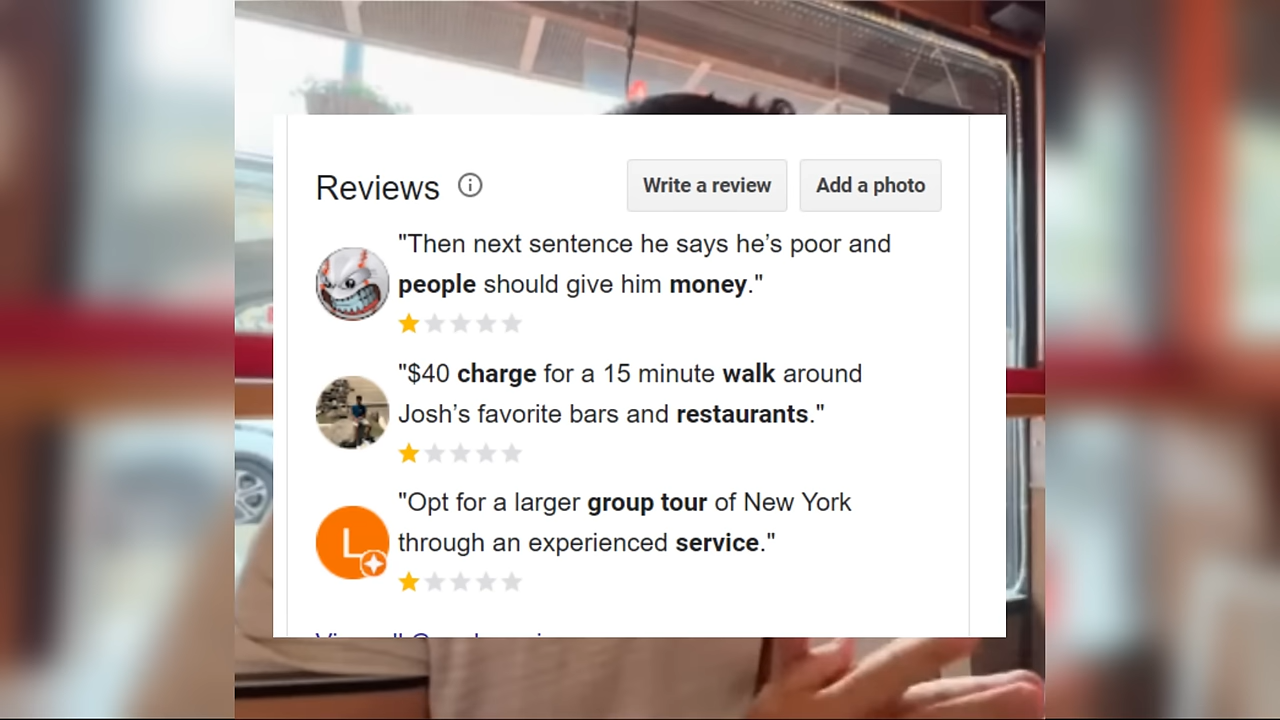 Reviews
Write a review
Add a photo
"Then next sentence he says he’s poor and
people should give him money."
"$40 charge for a 15 minute walk around
Josh’s favorite bars and restaurants."
L
"Opt for a larger group tour of New York
through an experienced service."